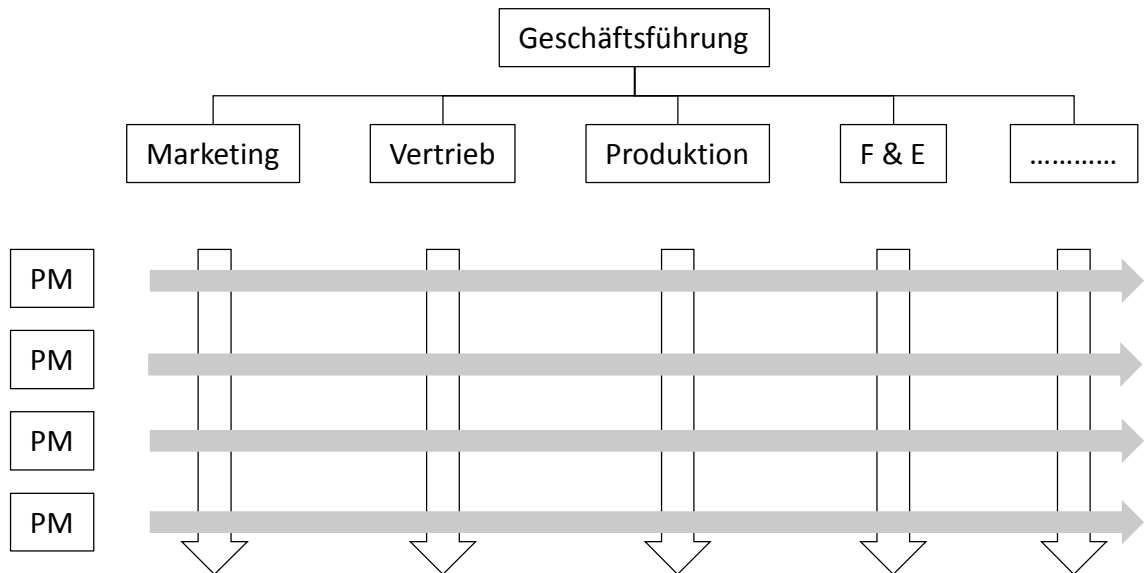 Geschäftsführung
Marketing
Vertrieb
Produktion
F & E
…………
PM
PM
PM
PM